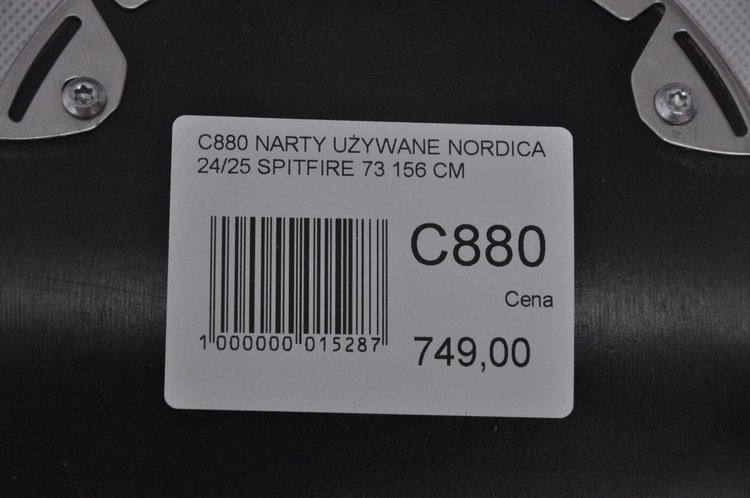 C880 NARTY UŻYWANE NORDICA
24/25 SPITFIRE 73 156 CM
C880
Cena
749,00
1 000000 015287